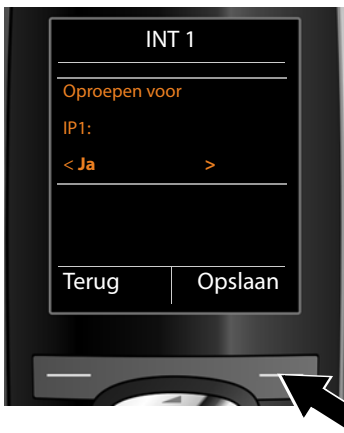 INT 1
Oproepen voor
IP1:
< Ja >
Terug Opslaan